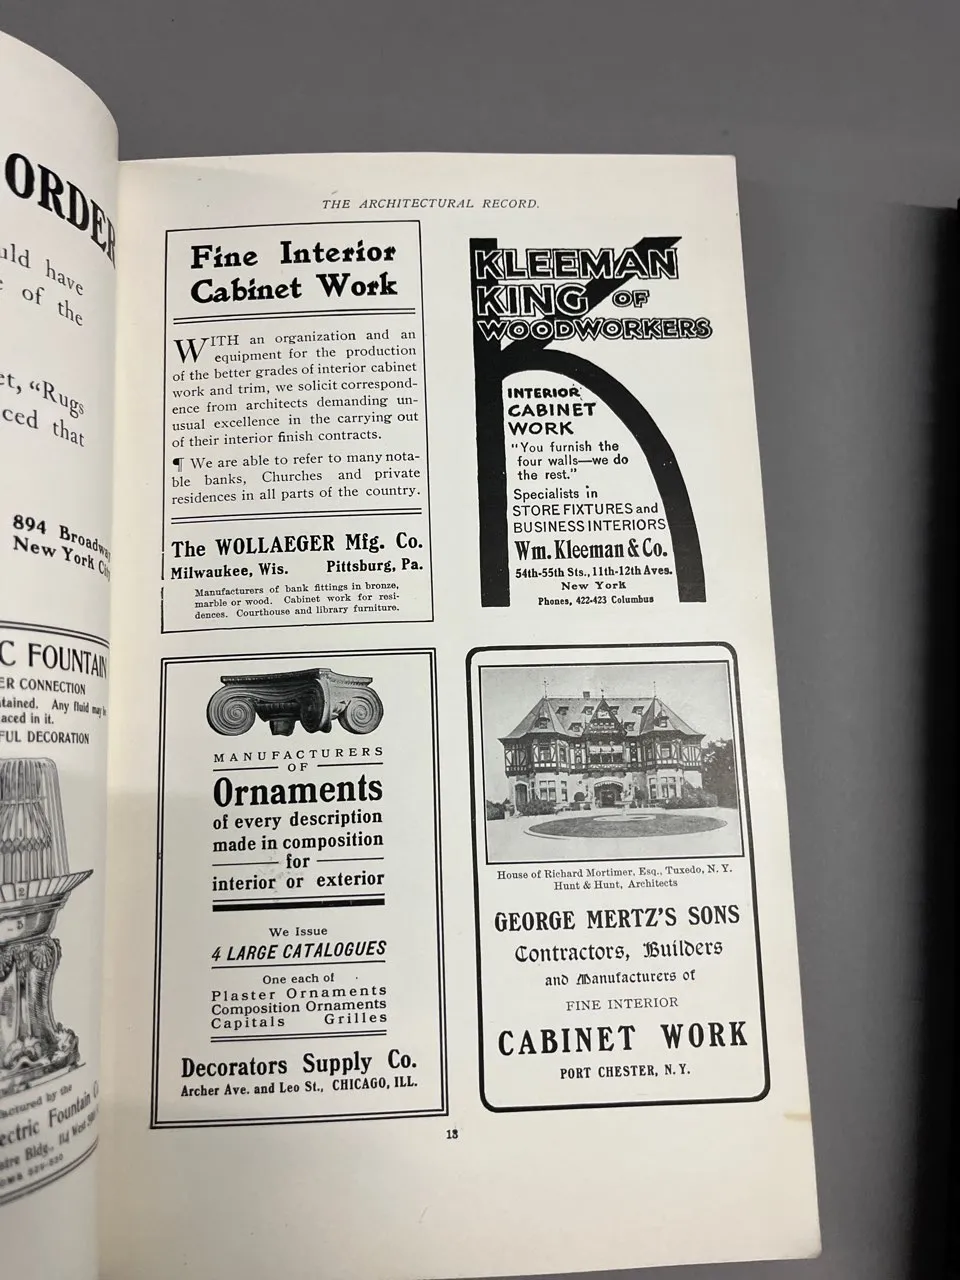 ORDER
uld have
of the
et, “Rugs
ced that
894 Broadway
New York City
C FOUNTAIN
ER CONNECTION
tained. Any fluid may be
aced in it.
FUL DECORATION
actured by the
ectric Fountain C
THE ARCHITECTURAL RECORD.
Fine Interior
Cabinet Work
WITH an organization and an
equipment for the production
of the better grades of interior cabinet
work and trim, we solicit correspond-
ence from architects demanding un-
usual excellence in the carrying out
of their interior finish contracts.
¶ We are able to refer to many nota-
ble banks, Churches and private
residences in all parts of the country.
The WOLLAEGER Mfg. Co.
Milwaukee, Wis. Pittsburg, Pa.
Manufacturers of bank fittings in bronze,
marble or wood. Cabinet work for resi-
dences. Courthouse and library furniture.
KLEEMAN
KING OF
WOODWORKERS
INTERIOR
CABINET
WORK
"You furnish the
four walls—we do
the rest."
Specialists in
STORE FIXTURES and
BUSINESS INTERIORS
Wm. Kleeman & Co.
54th-55th Sts., 11th-12th Aves.
New York
Phones, 422-423 Columbus
MANUFACTURERS
OF
Ornaments
of every description
made in composition
for
interior or exterior
We Issue
4 LARGE CATALOGUES
One each of
Plaster Ornaments
Composition Ornaments
Capitals Grilles
Decorators Supply Co.
Archer Ave. and Leo St., CHICAGO, ILL.
House of Richard Mortimer, Esq., Tuxedo, N. Y.
Hunt & Hunt, Architects
GEORGE MERTZ'S SONS
Contractors, Builders
and Manufacturers of
FINE INTERIOR
CABINET WORK
PORT CHESTER, N. Y.
13